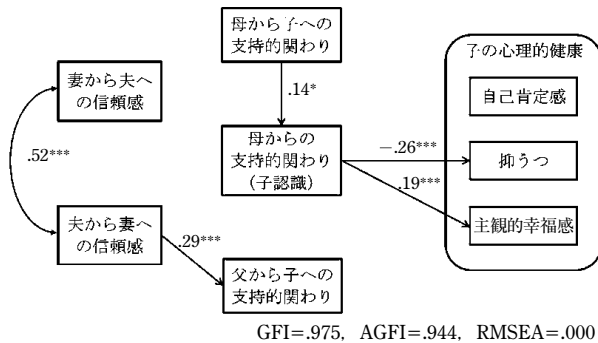 母から子への
支持的関わり
子の心理的健康
妻から夫へ
の信頼感
.14*
自己肯定感
.52***
母からの
支持的関わり
(子認識)
-.26***
抑うつ
.19***
夫から妻へ
の信頼感
.29***
主観的幸福感
父から子への
支持的関わり
GFI=.975, AGFI=.944, RMSEA=.000